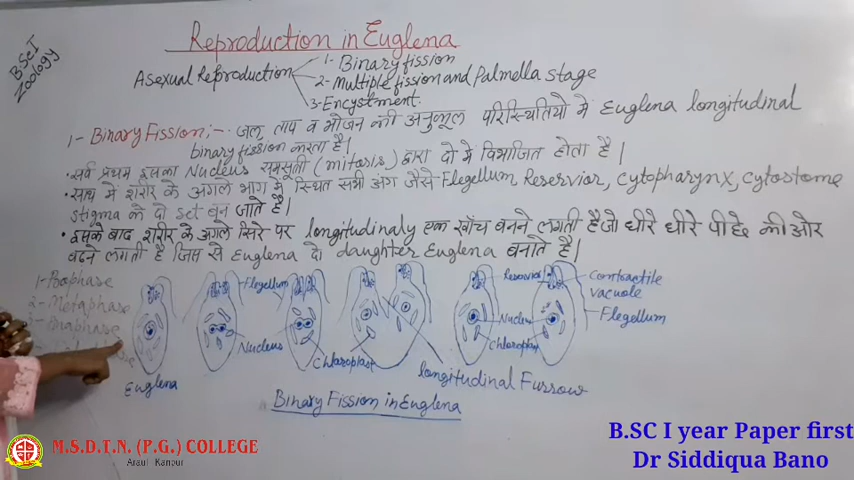 B.Sc I
Zoology
Reproduction in Euglena
Asexual Reproduction
1- Binary fission
2- Multiple fission and Palmella stage
3- Encystment.
1- Binary Fission :- जल, ताप व भोजन की अनुकूल परिस्थितियो में Euglena longitudinal
binary fission करता है।
• सर्व प्रथम इसका Nucleus समसूत्री (mitosis) द्वारा दो में विभाजित होता है।
• साथ में शरीर के अगले भाग में स्थित सभी अंग जैसे- Flegellum Reservior, Cytopharynx, Cytostome
stigma के दो set बन जाते है।
• इसके बाद शरीर के अगले सिरे पर longitudinaly एक खाँच बनने लगती है जो धीरे धीरे पीछे की ओर
बढ़ने लगती है जिस से Euglena दो daughter Euglena बनाते है।
1- Prophase
2- Metaphase
3- Anaphase
Flegellum
Nucleus
Chloroplast
Reservior
Contractile
vacuole
Nucleus
Flegellum
Chloroplast
longitudinal Furrow
Euglena
Binary Fission in Euglena
M.S.D.T.N. (P.G.) COLLEGE
Araul Kanpur
B.SC I year Paper first
Dr Siddiqua Bano